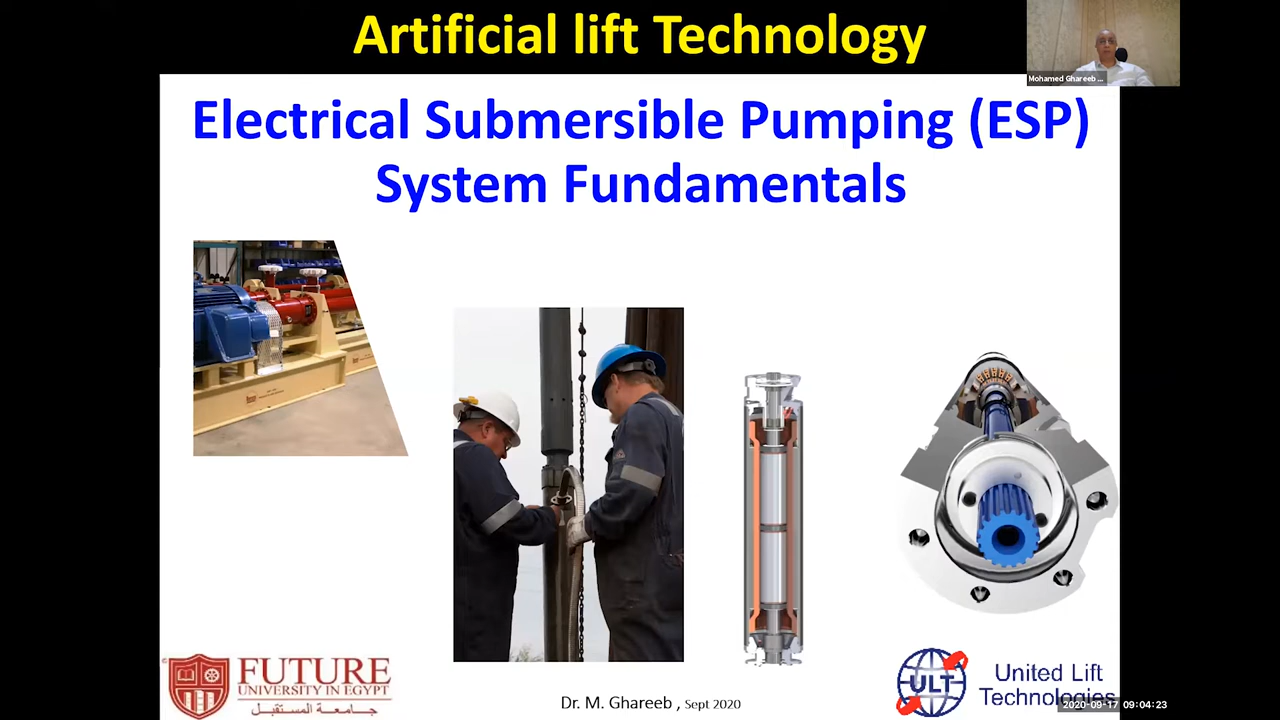 Artificial lift Technology
Mohamed Ghareeb ...
Electrical Submersible Pumping (ESP)
System Fundamentals
FUTURE
UNIVERSITY IN EGYPT
جامعة المستقبل
Dr. M. Ghareeb , Sept 2020
ULT
United Lift
Technologies
2020-09-17 09:04:23